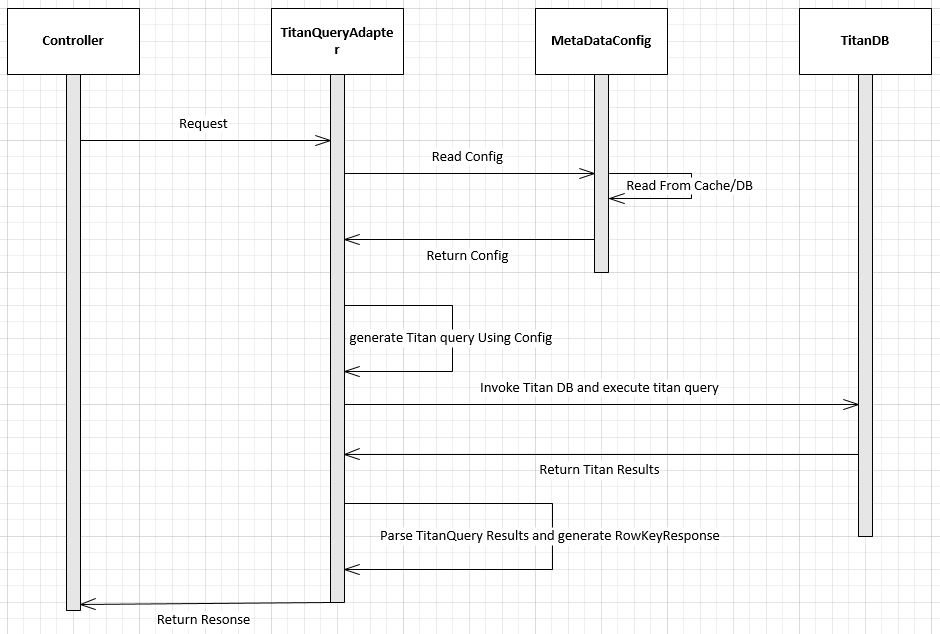 Controller
TitanQueryAdapte
r
MetaDataConfig
TitanDB
Request
Read Config
Read From Cache/DB
Return Config
generate Titan query Using Config
Invoke Titan DB and execute titan query
Return Titan Results
Parse TitanQuery Results and generate RowKeyResponse
Return Resonse